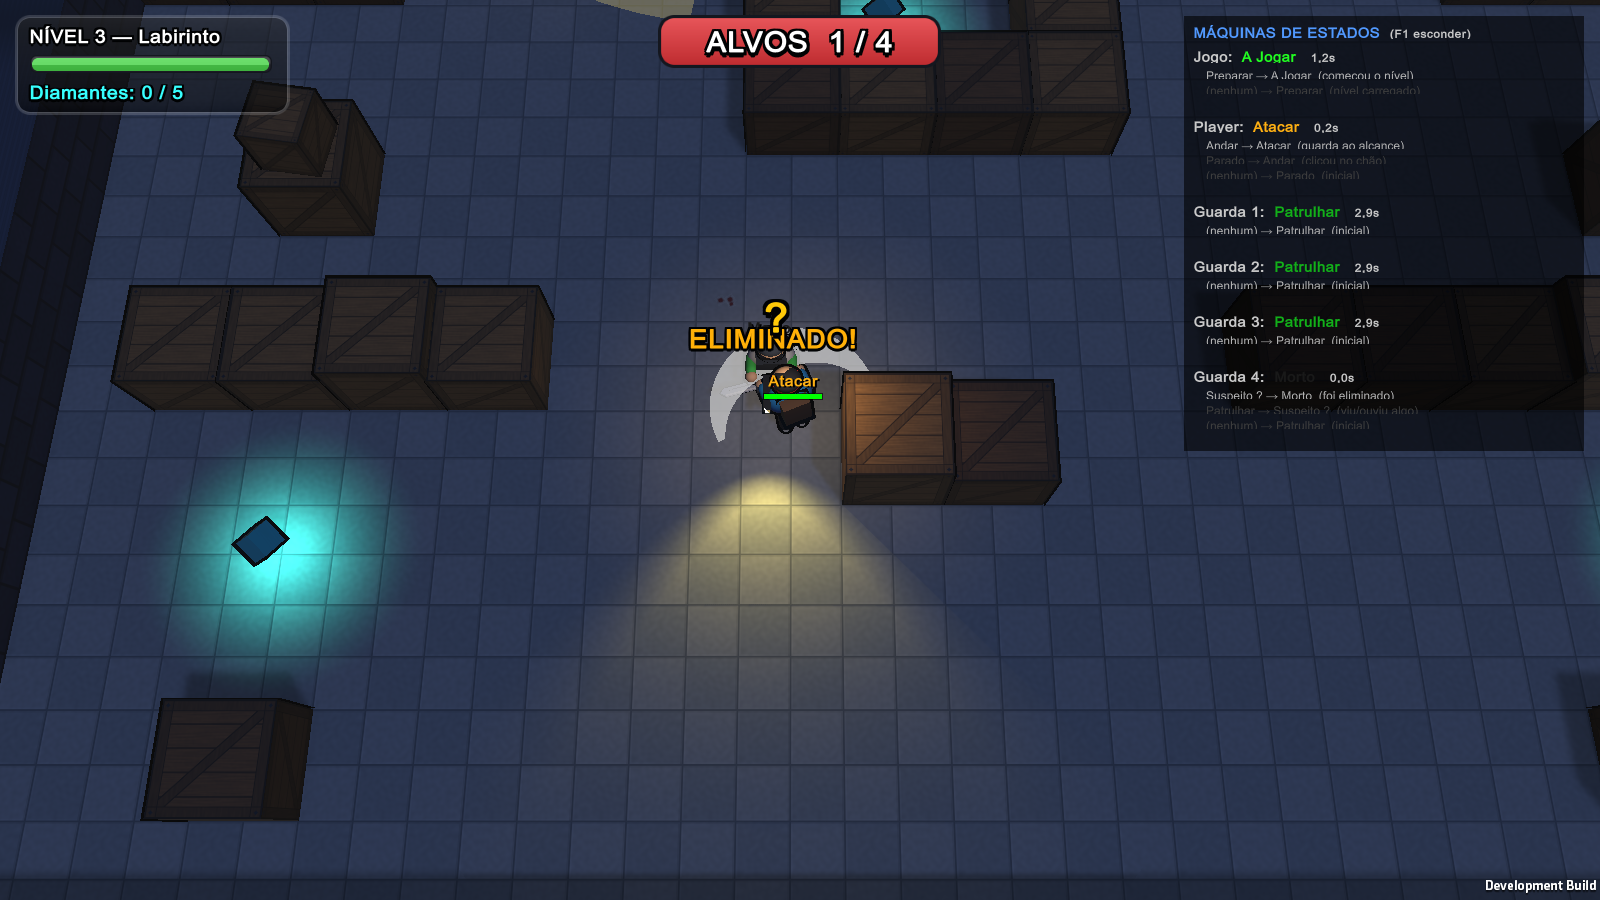 NÍVEL 3 — Labirinto
Diamantes: 0 / 5
ALVOS 1 / 4
MÁQUINAS DE ESTADOS (F1 esconder)
Jogo: A Jogar 1,2s
Preparar → A Jogar (começou o nível)
(nenhum) → Preparar (nível carregado)
Player: Atacar 0,2s
Andar → Atacar (guarda ao alcance)
Parado → Andar (clicou no chão)
(nenhum) → Parado (inicial)
Guarda 1: Patrulhar 2,9s
(nenhum) → Patrulhar (inicial)
Guarda 2: Patrulhar 2,9s
(nenhum) → Patrulhar (inicial)
Guarda 3: Patrulhar 2,9s
(nenhum) → Patrulhar (inicial)
Guarda 4: Morto 0,0s
Suspeito ? → Morto (foi eliminado)
Patrulhar → Suspeito ? (viu/ouviu algo)
(nenhum) → Patrulhar (inicial)
?
ELIMINADO!
Atacar
Development Build